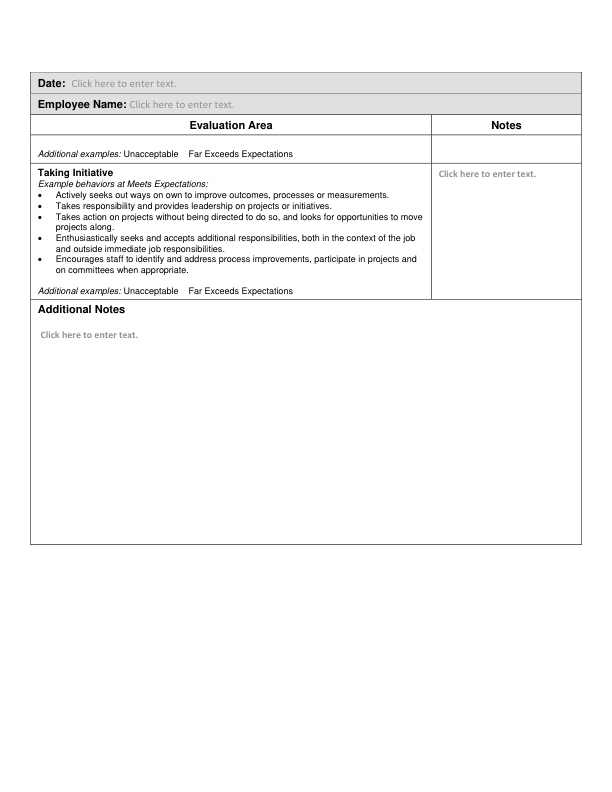 Date: Click here to enter text.
Employee Name: Click here to enter text.
Evaluation Area Notes
Additional examples: Unacceptable Far Exceeds Expectations
Taking Initiative
Click here to enter text.
Example behaviors at Meets Expectations:
• Actively seeks out ways on own to improve outcomes, processes or measurements.
• Takes responsibility and provides leadership on projects or initiatives.
• Takes action on projects without being directed to do so, and looks for opportunities to move
projects along.
• Enthusiastically seeks and accepts additional responsibilities, both in the context of the job
and outside immediate job responsibilities.
• Encourages staff to identify and address process improvements, participate in projects and
on committees when appropriate.
Additional examples: Unacceptable Far Exceeds Expectations
Additional Notes
Click here to enter text.